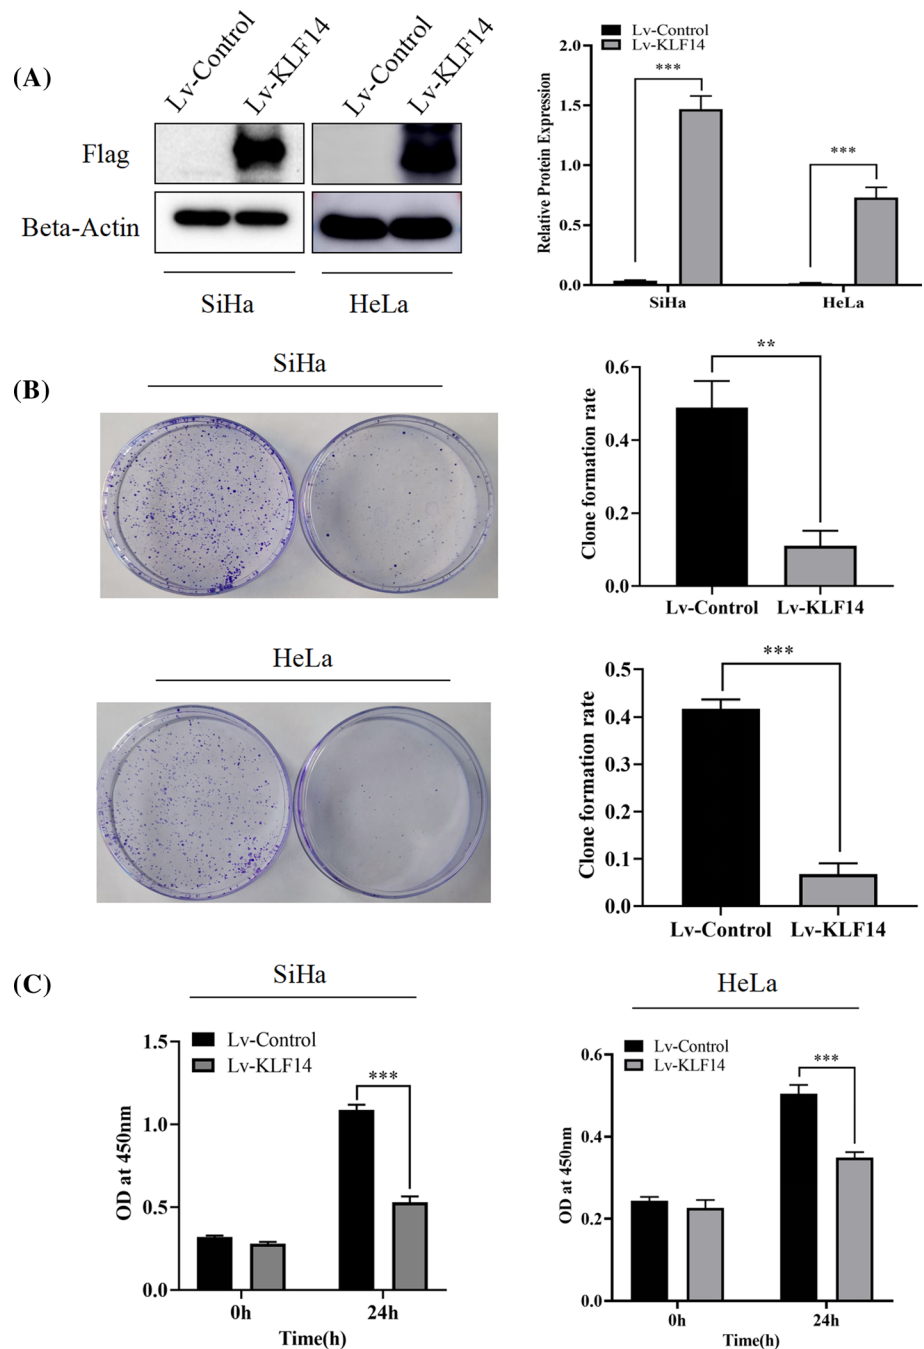 (A)
Lv-Control
Lv-KLF14
Lv-Control
Lv-KLF14
Flag
Beta-Actin
SiHa
HeLa
Lv-Control
Lv-KLF14
2.0
1.5
1.0
0.5
0.0
Relative Protein Expression
***
***
SiHa
HeLa
(B)
SiHa
0.6
0.4
0.2
0.0
Clone formation rate
**
Lv-Control
Lv-KLF14
HeLa
0.5
0.4
0.3
0.2
0.1
0.0
Clone formation rate
***
Lv-Control
Lv-KLF14
(C)
SiHa
Lv-Control
Lv-KLF14
1.5
1.0
0.5
0.0
OD at 450nm
***
0h
24h
Time(h)
HeLa
Lv-Control
Lv-KLF14
0.6
0.4
0.2
0.0
OD at 450nm
***
0h
24h
Time(h)